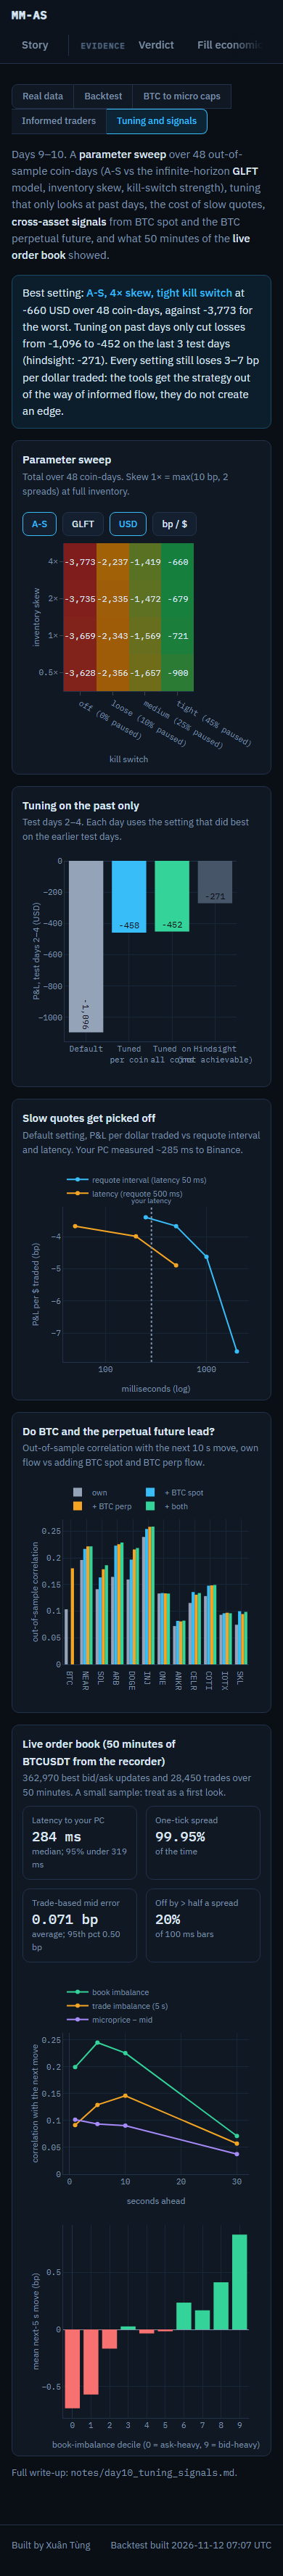 MM-AS
Story
EVIDENCE
Verdict
Fill economic
Real data
Backtest
BTC to micro caps
Informed traders
Tuning and signals
Days 9–10. A parameter sweep over 48 out-of-
sample coin-days (A-S vs the infinite-horizon GLFT
model, inventory skew, kill-switch strength), tuning
that only looks at past days, the cost of slow quotes,
cross-asset signals from BTC spot and the BTC
perpetual future, and what 50 minutes of the live
order book showed.
Best setting: A-S, 4× skew, tight kill switch at
-660 USD over 48 coin-days, against -3,773 for
the worst. Tuning on past days only cut losses
from -1,096 to -452 on the last 3 test days
(hindsight: -271). Every setting still loses 3–7 bp
per dollar traded: the tools get the strategy out
of the way of informed flow, they do not create
an edge.
Parameter sweep
Total over 48 coin-days. Skew 1× = max(10 bp, 2
spreads) at full inventory.
A-S
GLFT
USD
bp / $
inventory skew
4×
-3,773
-2,237
-1,419
-660
2×
-3,735
-2,335
-1,472
-679
1×
-3,659
-2,343
-1,569
-721
0.5×
-3,628
-2,356
-1,657
-900
off (0% paused)
loose (10% paused)
medium (25% paused)
tight (45% paused)
kill switch
Tuning on the past only
Test days 2–4. Each day uses the setting that did best
on the earlier test days.
P&L, test days 2–4 (USD)
0
−200
−400
−600
−800
−1000
-1,096
-458
-452
-271
Default
Tuned
per coin
Tuned on
all coins
Hindsight
(not achievable)
Slow quotes get picked off
Default setting, P&L per dollar traded vs requote interval
and latency. Your PC measured ~285 ms to Binance.
requote interval (latency 50 ms)
latency (requote 500 ms)
your latency
P&L per $ traded (bp)
−4
−5
−6
−7
100
1000
milliseconds (log)
Do BTC and the perpetual future lead?
Out-of-sample correlation with the next 10 s move, own
flow vs adding BTC spot and BTC perp flow.
own
+ BTC spot
+ BTC perp
+ both
out-of-sample correlation
0.25
0.2
0.15
0.1
0.05
0
BTC
NEAR
SOL
ARB
DOGE
INJ
ONE
ANKR
CELR
COTI
IOTX
SKL
Live order book (50 minutes of
BTCUSDT from the recorder)
362,970 best bid/ask updates and 28,450 trades over
50 minutes. A small sample: treat as a first look.
Latency to your PC
284 ms
median; 95% under 319
ms
One-tick spread
99.95%
of the time
Trade-based mid error
0.071 bp
average; 95th pct 0.50
bp
Off by > half a spread
20%
of 100 ms bars
book imbalance
trade imbalance (5 s)
microprice − mid
correlation with the next move
0.25
0.2
0.15
0.1
0.05
0
0
10
20
30
seconds ahead
mean next-5 s move (bp)
0.5
0
−0.5
0
1
2
3
4
5
6
7
8
9
book-imbalance decile (0 = ask-heavy, 9 = bid-heavy)
Full write-up: notes/day10_tuning_signals.md.
Built by Xuân Tùng
Backtest built 2026-11-12 07:07 UTC